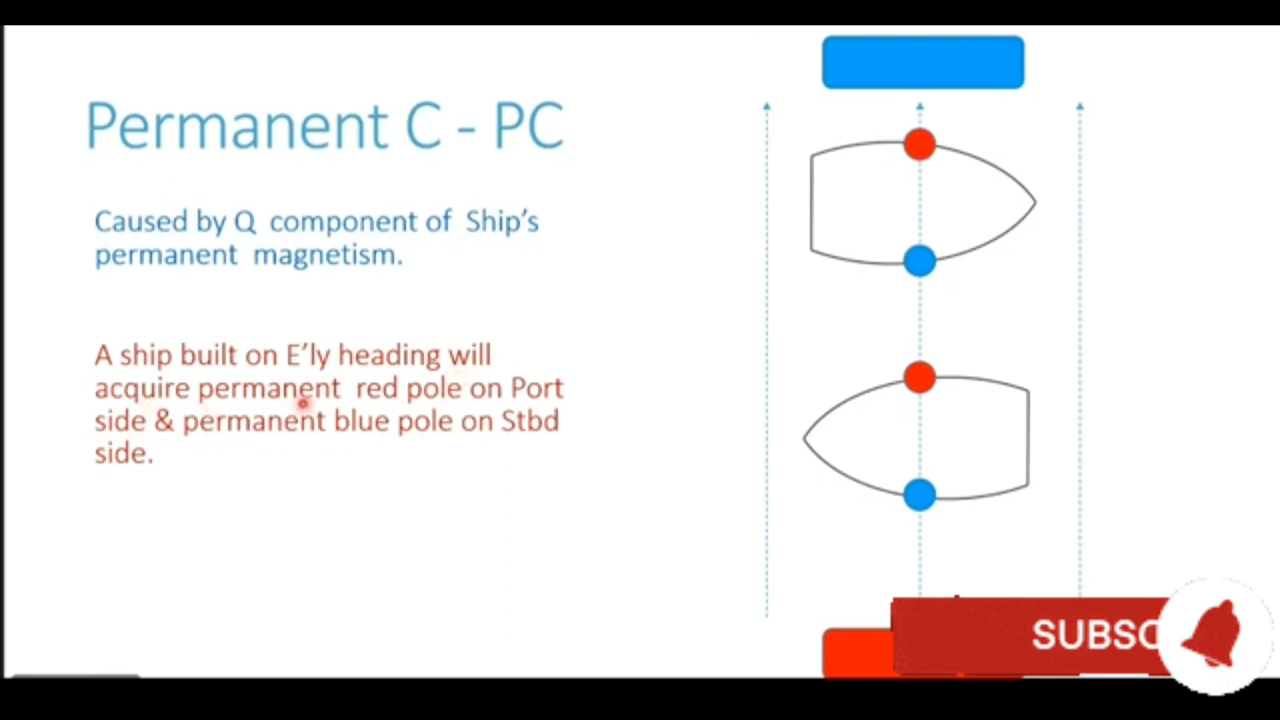 Permanent C - PC
Caused by Q component of Ship's
permanent magnetism.
A ship built on E'ly heading will
acquire permanent red pole on Port
side & permanent blue pole on Stbd
side.
SUBSC